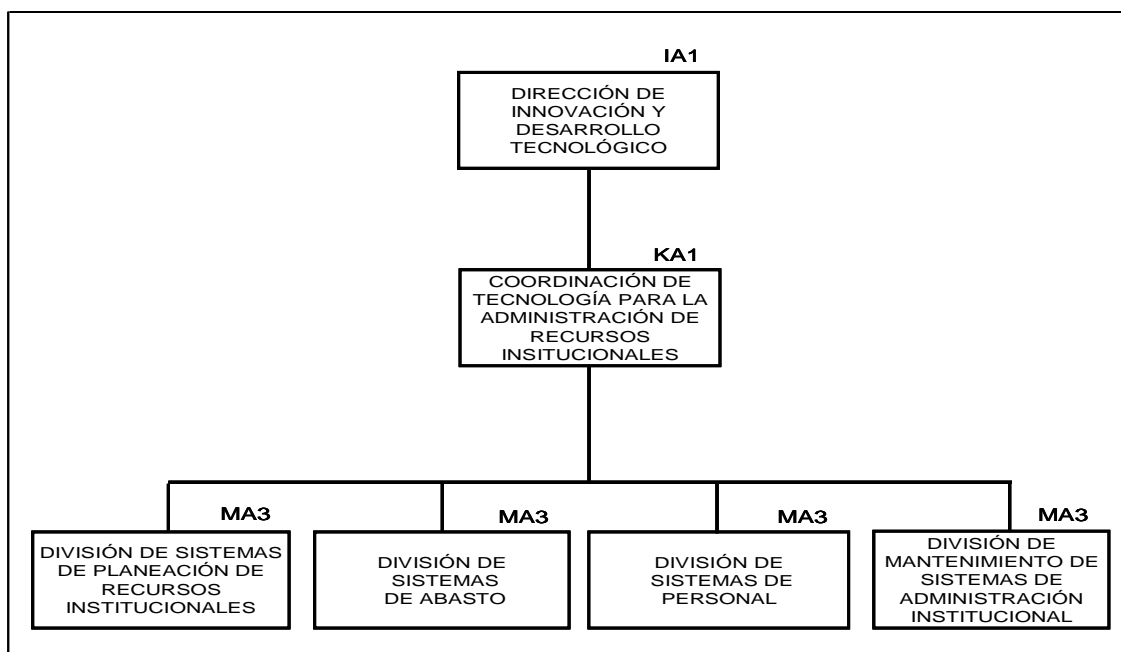 IA1
DIRECCIÓN DE
INNOVACIÓN Y
DESARROLLO
TECNOLÓGICO
KA1
COORDINACIÓN DE
TECNOLOGÍA PARA LA
ADMINISTRACIÓN DE
RECURSOS
INSITUCIONALES
MA3
DIVISIÓN DE SISTEMAS
DE PLANEACIÓN DE
RECURSOS
INSTITUCIONALES
MA3
DIVISIÓN DE
SISTEMAS
DE ABASTO
MA3
DIVISIÓN DE
SISTEMAS DE
PERSONAL
MA3
DIVISIÓN DE
MANTENIMIENTO DE
SISTEMAS DE
ADMINISTRACIÓN
INSTITUCIONAL